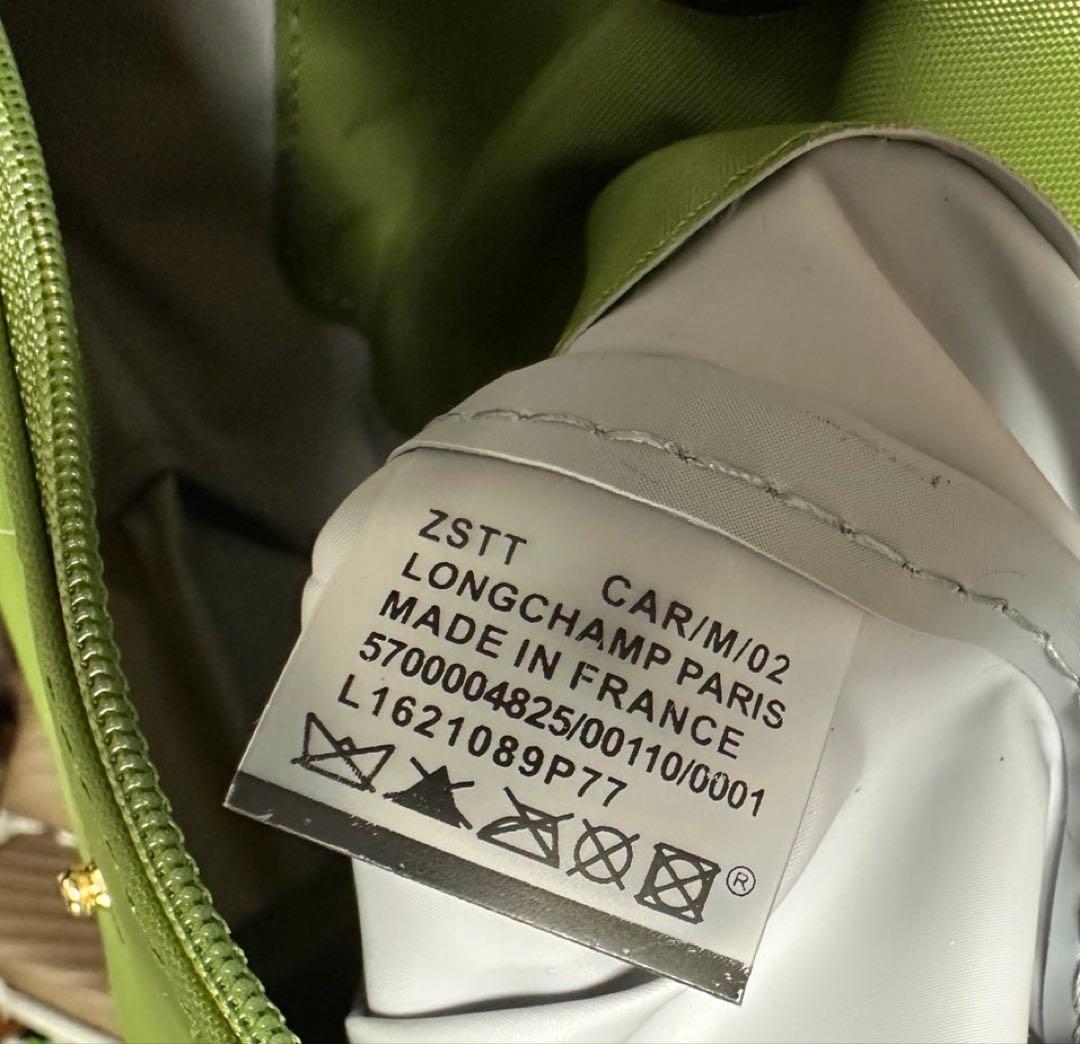 ZSTT CAR/M/02
LONGCHAMP PARIS
MADE IN FRANCE
5700004825/00110/0001
L1621089P77
®